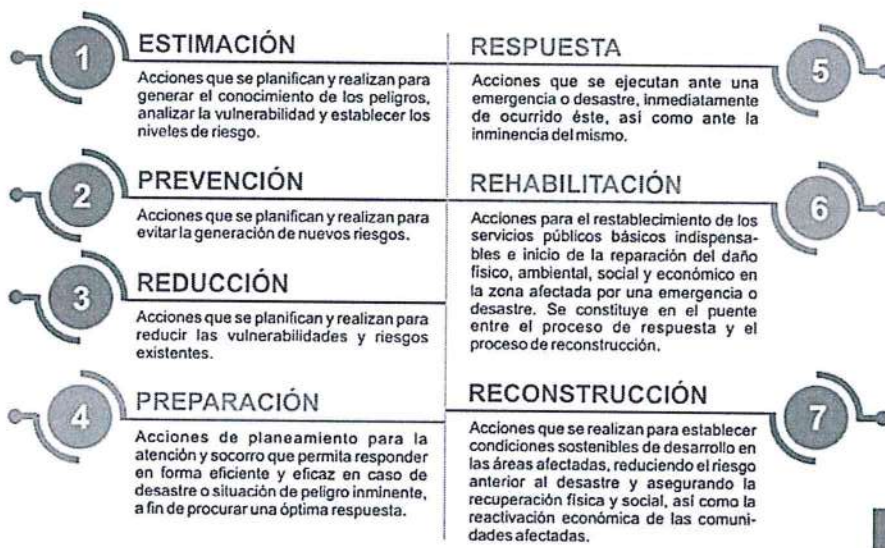 1
ESTIMACIÓN
Acciones que se planifican y realizan para
generar el conocimiento de los peligros,
analizar la vulnerabilidad y establecer los
niveles de riesgo.
2
PREVENCIÓN
Acciones que se planifican y realizan para
evitar la generación de nuevos riesgos.
3
REDUCCIÓN
Acciones que se planifican y realizan para
reducir las vulnerabilidades y riesgos
existentes.
4
PREPARACIÓN
Acciones de planeamiento para la
atención y socorro que permita responder
en forma eficiente y eficaz en caso de
desastre o situación de peligro inminente,
a fin de procurar una óptima respuesta.
RESPUESTA
5
Acciones que se ejecutan ante una
emergencia o desastre, inmediatamente
de ocurrido éste, así como ante la
inminencia del mismo.
REHABILITACIÓN
6
Acciones para el restablecimiento de los
servicios públicos básicos indispensa-
bles e inicio de la reparación del daño
físico, ambiental, social y económico en
la zona afectada por una emergencia o
desastre. Se constituye en el puente
entre el proceso de respuesta y el
proceso de reconstrucción.
RECONSTRUCCIÓN
7
Acciones que se realizan para establecer
condiciones sostenibles de desarrollo en
las áreas afectadas, reduciendo el riesgo
anterior al desastre y asegurando la
recuperación física y social, así como la
reactivación económica de las comuni-
dades afectadas.